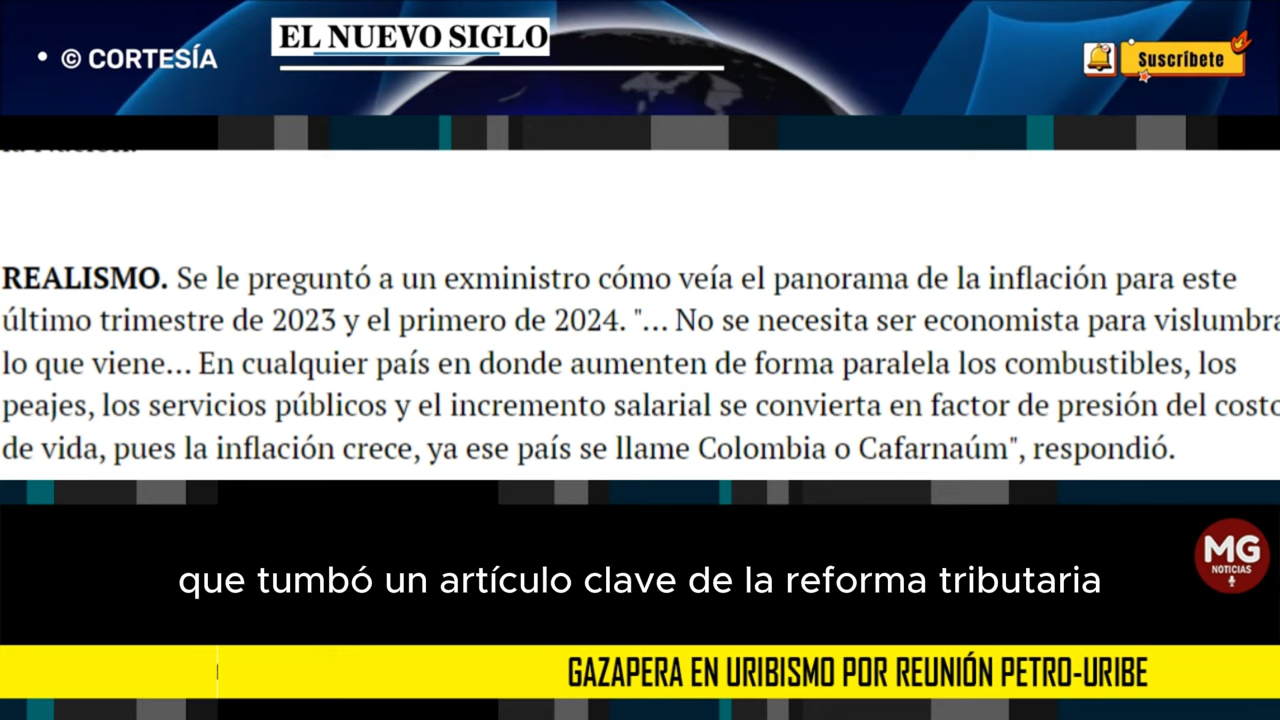 • © CORTESÍA
EL NUEVO SIGLO
Suscríbete
REALISMO. Se le preguntó a un exministro cómo veía el panorama de la inflación para este
último trimestre de 2023 y el primero de 2024. "... No se necesita ser economista para vislumbra
lo que viene... En cualquier país en donde aumenten de forma paralela los combustibles, los
peajes, los servicios públicos y el incremento salarial se convierta en factor de presión del costo
de vida, pues la inflación crece, ya ese país se llame Colombia o Cafarnaúm", respondió.
que tumbó un artículo clave de la reforma tributaria
MG
NOTICIAS
GAZAPERA EN URIBISMO POR REUNIÓN PETRO-URIBE